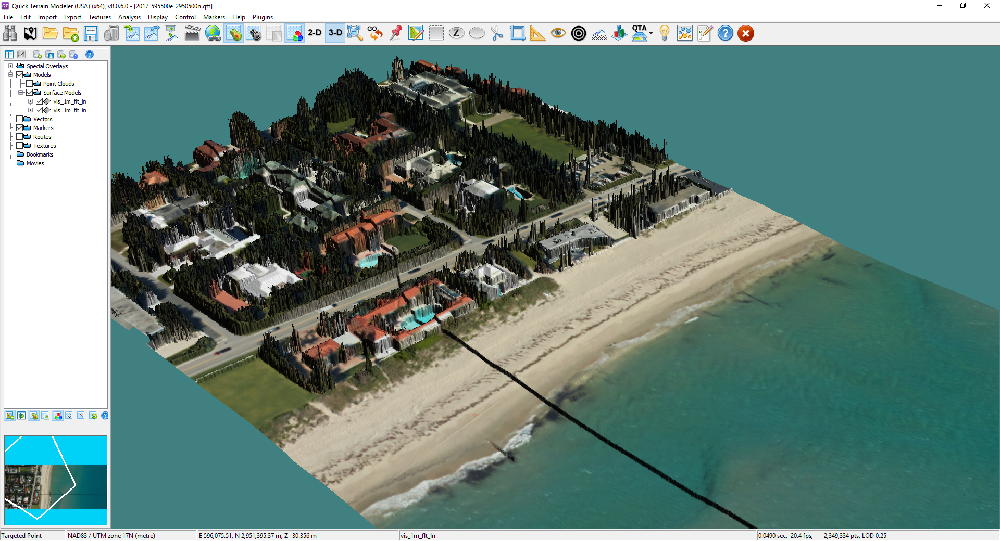 QT Quick Terrain Modeler (USA) (x64), v8.0.6.0 - [2017_595500e_2950500n.qtt]
File Edit Import Export Textures Analysis Display Control Markers Help Plugins
2-D 3-D GO Z QTA ?
Special Overlays
Models
Point Clouds
Surface Models
vis_1m_flt_ln
vis_1m_flt_ln
Vectors
Markers
Routes
Textures
Bookmarks
Movies
Targeted Point NAD83 / UTM zone 17N (metre) E 596,075.51, N 2,951,395.37 m, Z -30.356 m vis_1m_flt_ln 0.0490 sec, 20.4 fps, 2,349,334 pts, LOD 0.25